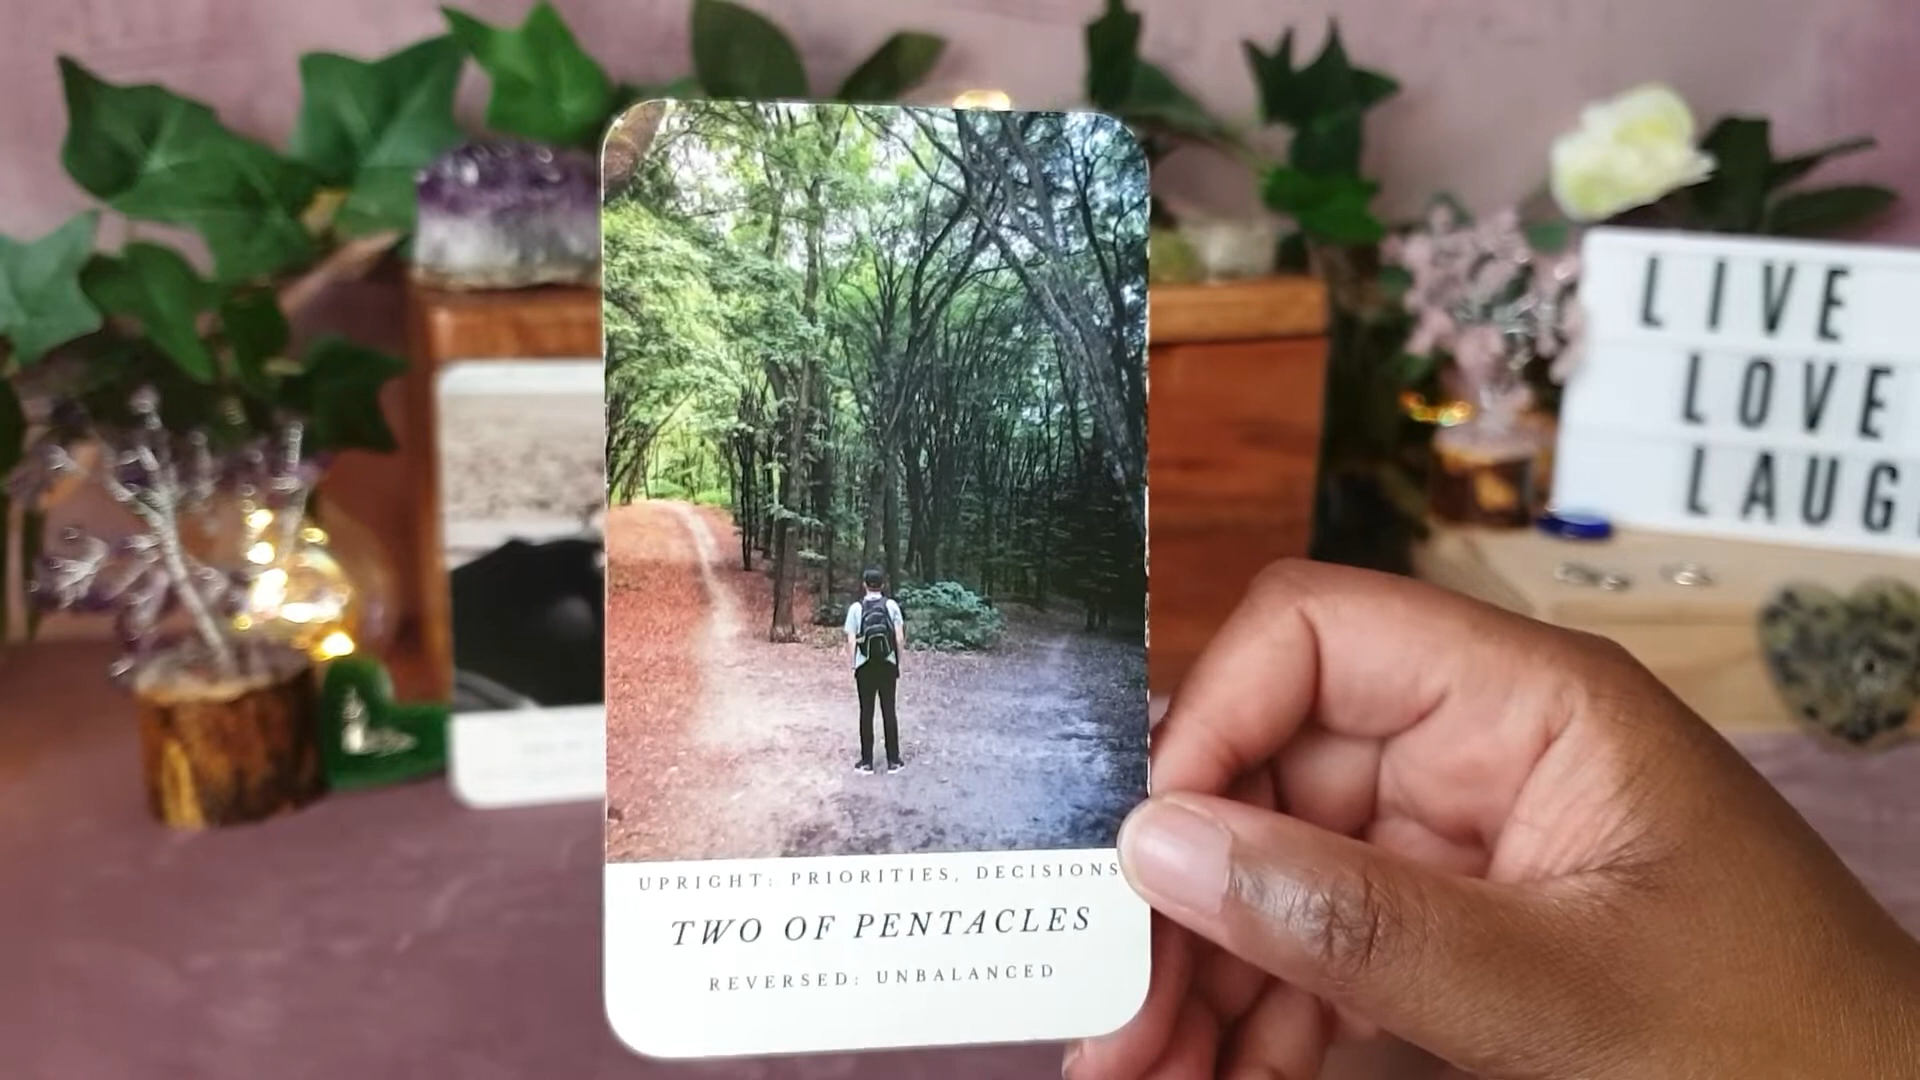 LIVE
LOVE
LAUG
UPRIGHT: PRIORITIES, DECISIONS
TWO OF PENTACLES
REVERSED: UNBALANCED